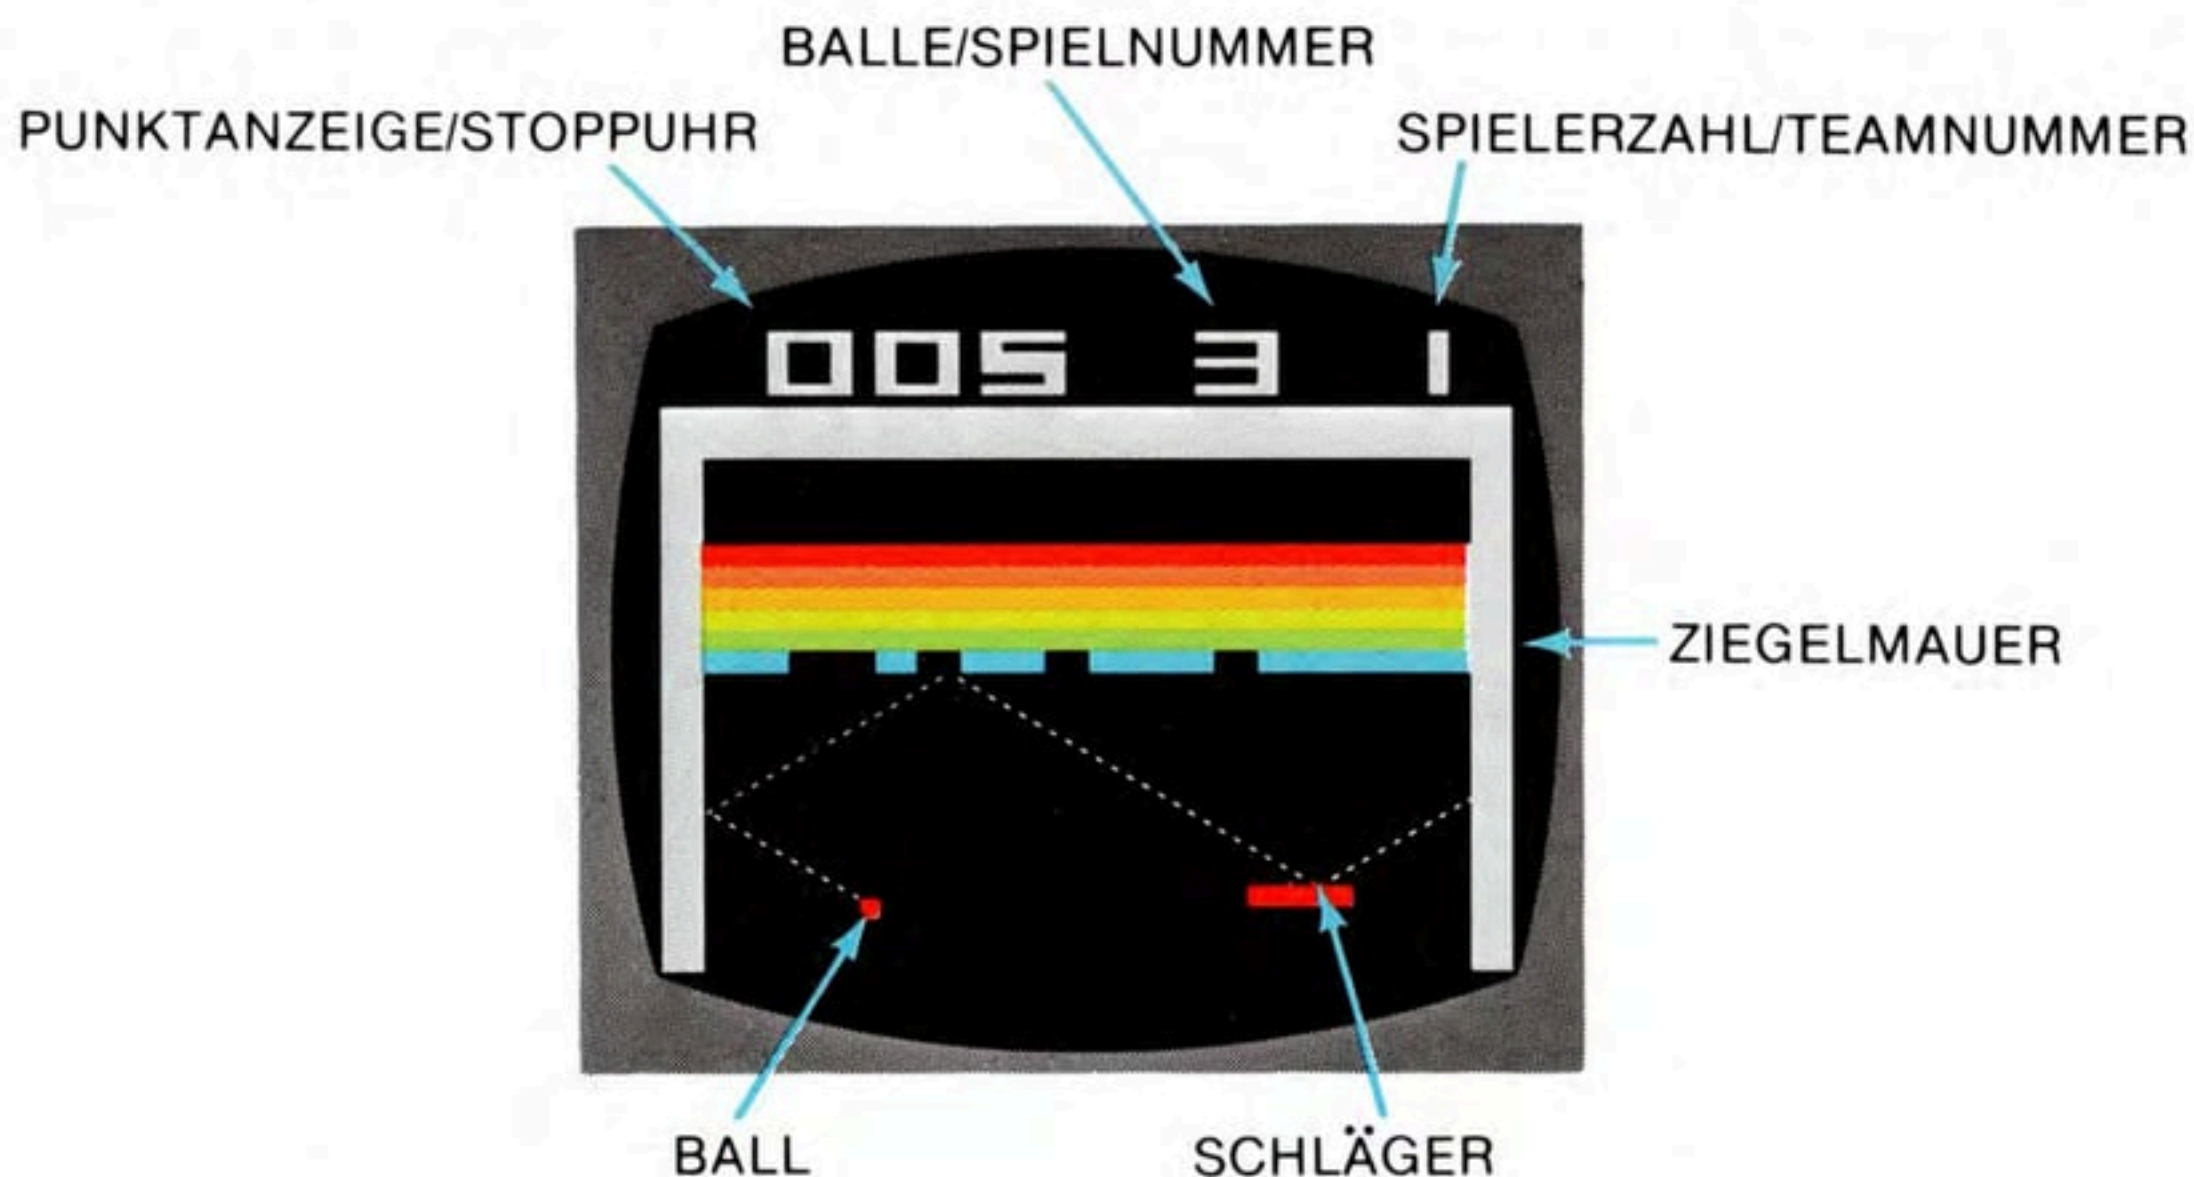 BALLE/SPIELNUMMER
PUNKTANZEIGE/STOPPUHR
SPIELERZAHL/TEAMNUMMER
005 3 1
ZIEGELMAUER
BALL
SCHLÄGER